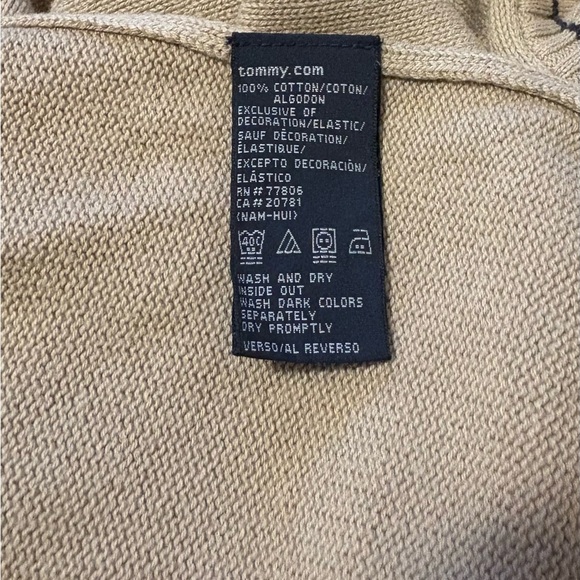 tommy.com
100% COTTON/COTON/
ALGODON
EXCLUSIVE OF
DECORATION/ELASTIC/
SAUF DÉCORATION/
ÉLASTIQUE/
EXCEPTO DECORACIÓN/
ELÁSTICO
RN# 77806
CA# 20781
(NAM-HUI)
40C
WASH AND DRY
INSIDE OUT
WASH DARK COLORS
SEPARATELY
DRY PROMPTLY
VERSO/AL REVERSO